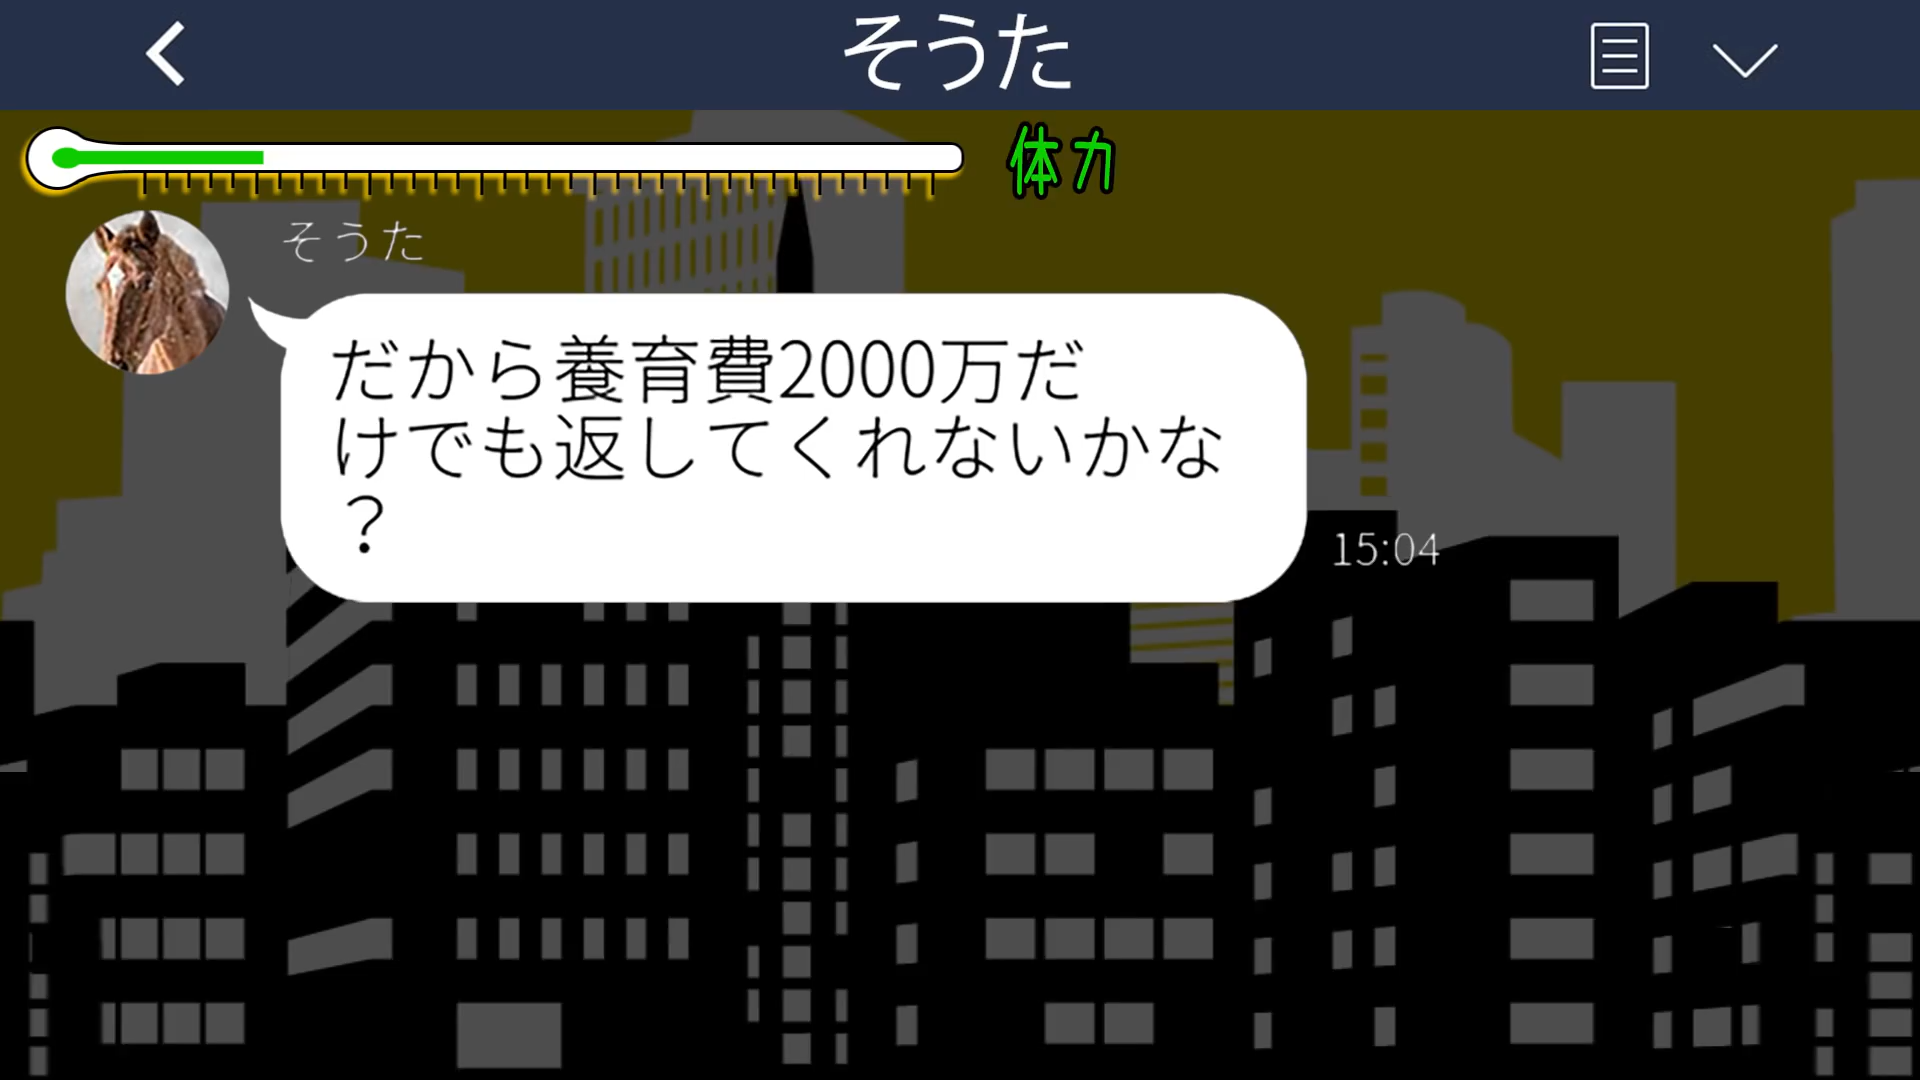 そうた
体力
そうた
だから養育費2000万だ
けでも返してくれないかな
？
15:04